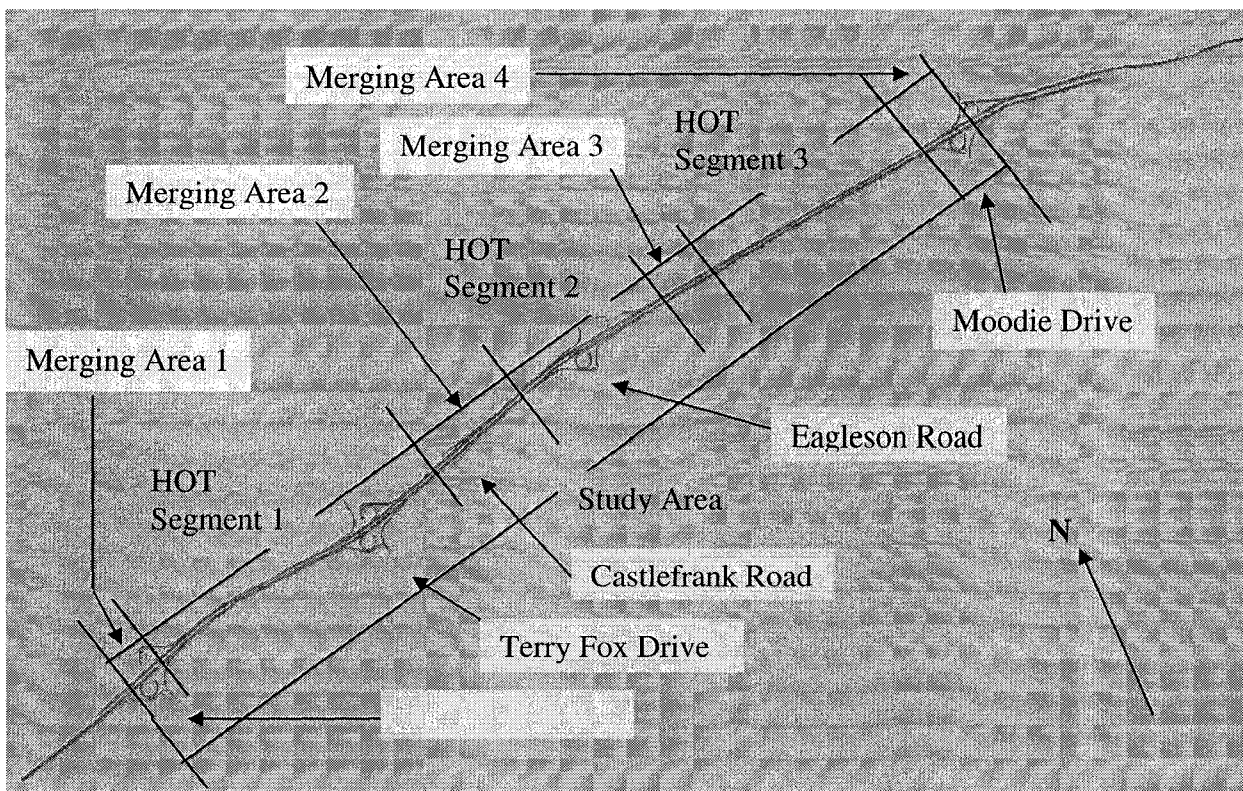 Merging Area 4
HOT
Segment 3
Merging Area 3
Merging Area 2
HOT
Segment 2
Moodie Drive
Merging Area 1
Eagleson Road
HOT
Segment 1
Study Area
N
Castlefrank Road
Terry Fox Drive